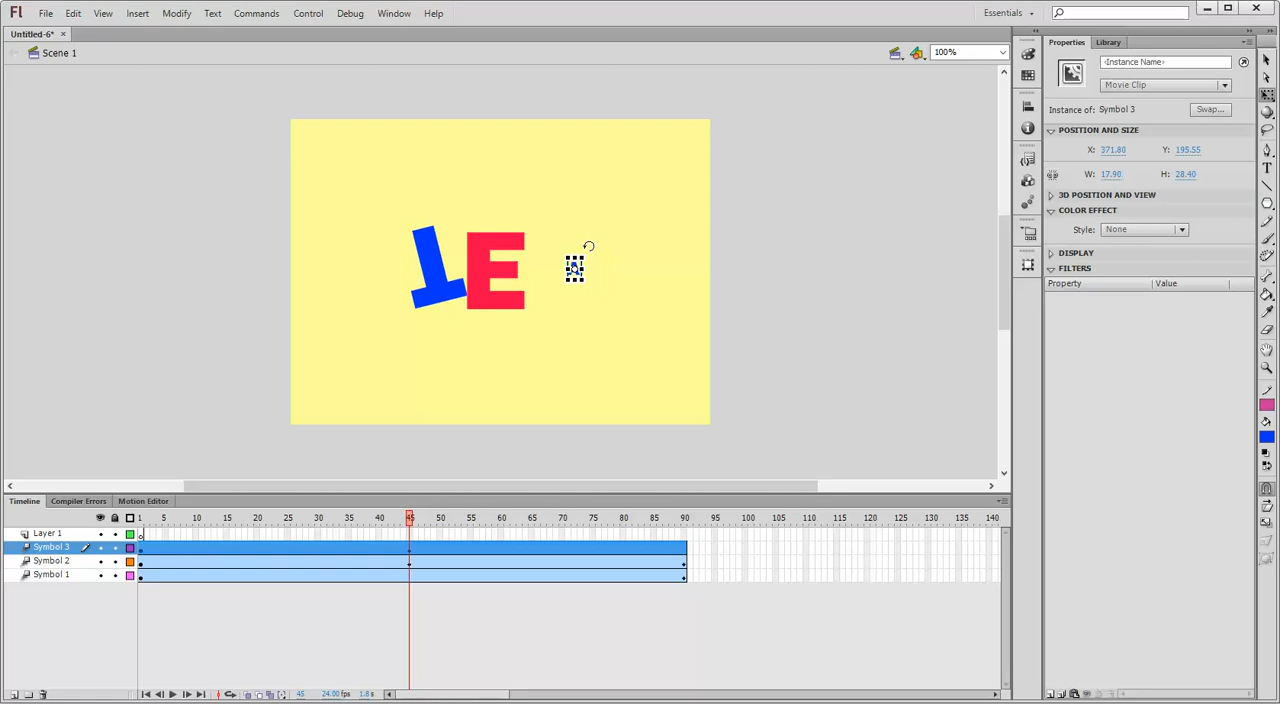 Fl File Edit View Insert Modify Text Commands Control Debug Window Help Essentials
Untitled-6* ×
Scene 1 100%
Properties Library
‹Instance Name›
Movie Clip
Instance of: Symbol 3 Swap...
POSITION AND SIZE
X: 371.80 Y: 195.55
W: 17.90 H: 28.40
3D POSITION AND VIEW
COLOR EFFECT
Style: None
DISPLAY
FILTERS
Property Value
T E
Timeline Compiler Errors Motion Editor
1 5 10 15 20 25 30 35 40 45 50 55 60 65 70 75 80 85 90 95 100 105 110 115 120 125 130 135 140
Layer 1
Symbol 3
Symbol 2
Symbol 1
45 24.00 fps 1.8 s